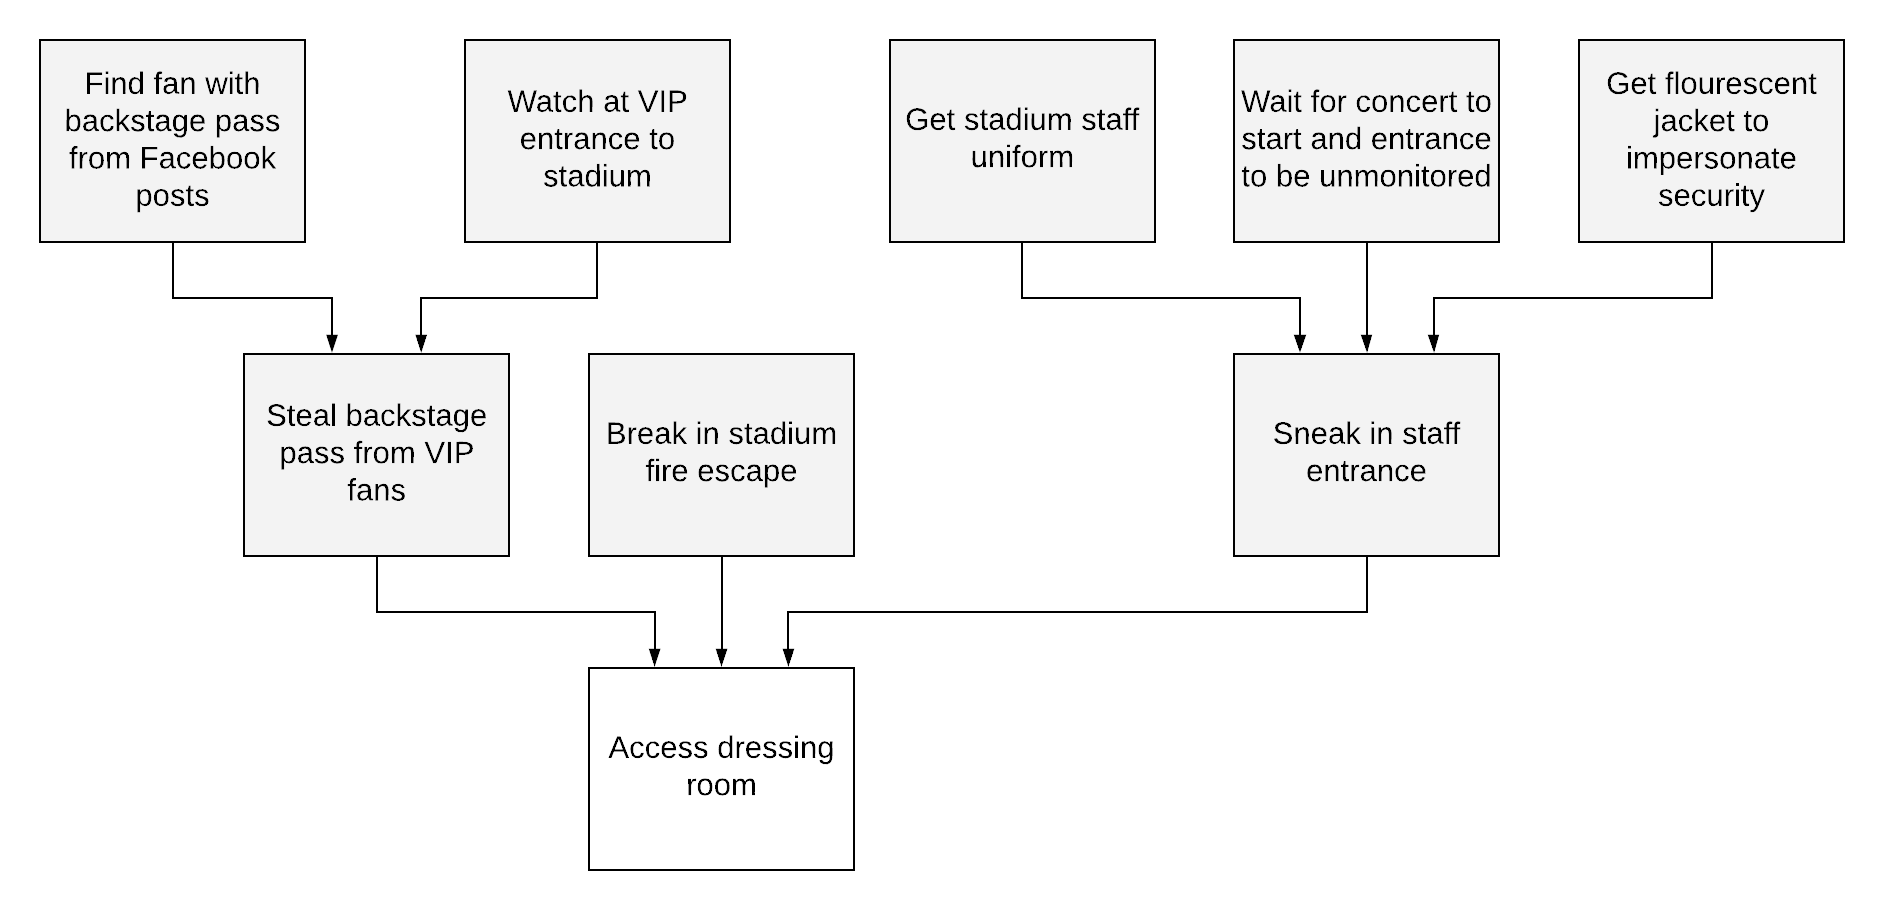 Find fan with
backstage pass
from Facebook
posts
Watch at VIP
entrance to
stadium
Get stadium staff
uniform
Wait for concert to
start and entrance
to be unmonitored
Get flourescent
jacket to
impersonate
security
Steal backstage
pass from VIP
fans
Break in stadium
fire escape
Sneak in staff
entrance
Access dressing
room